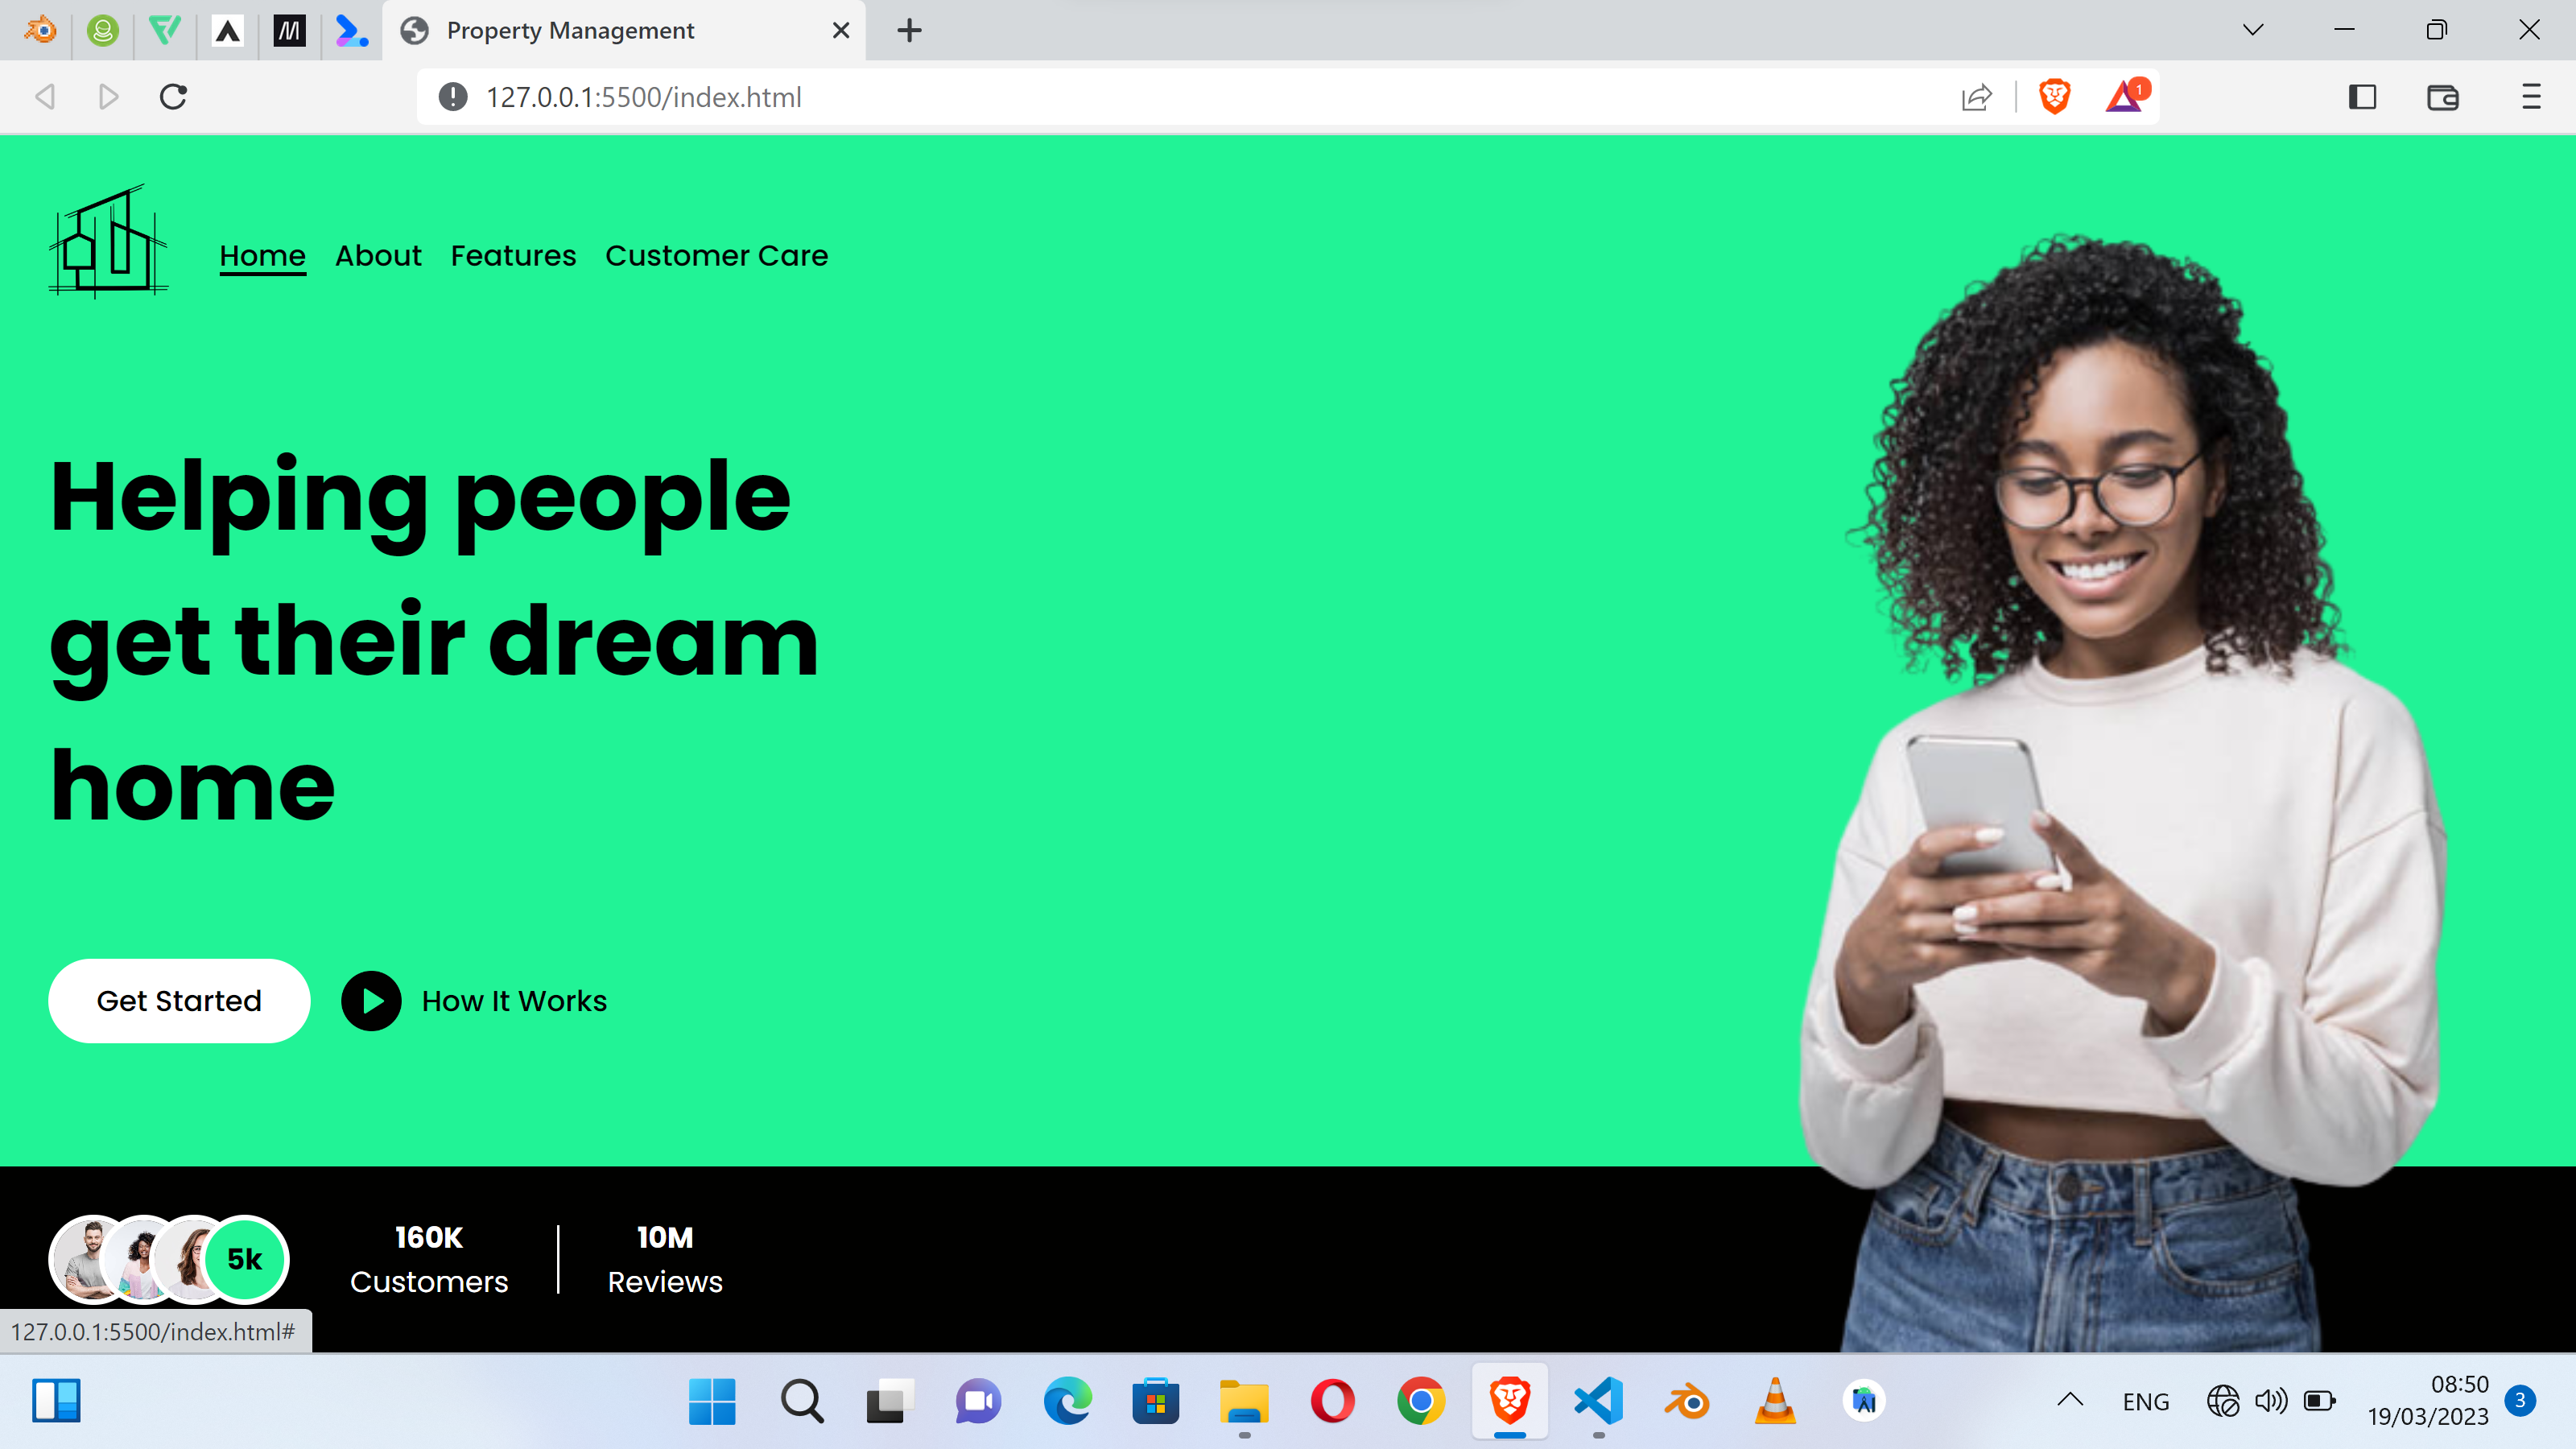 Property Management
127.0.0.1:5500/index.html
1
Home About Features Customer Care
Helping people
get their dream
home
Get Started
How It Works
5k
160K
Customers
10M
Reviews
127.0.0.1:5500/index.html#
ENG
08:50
19/03/2023
3